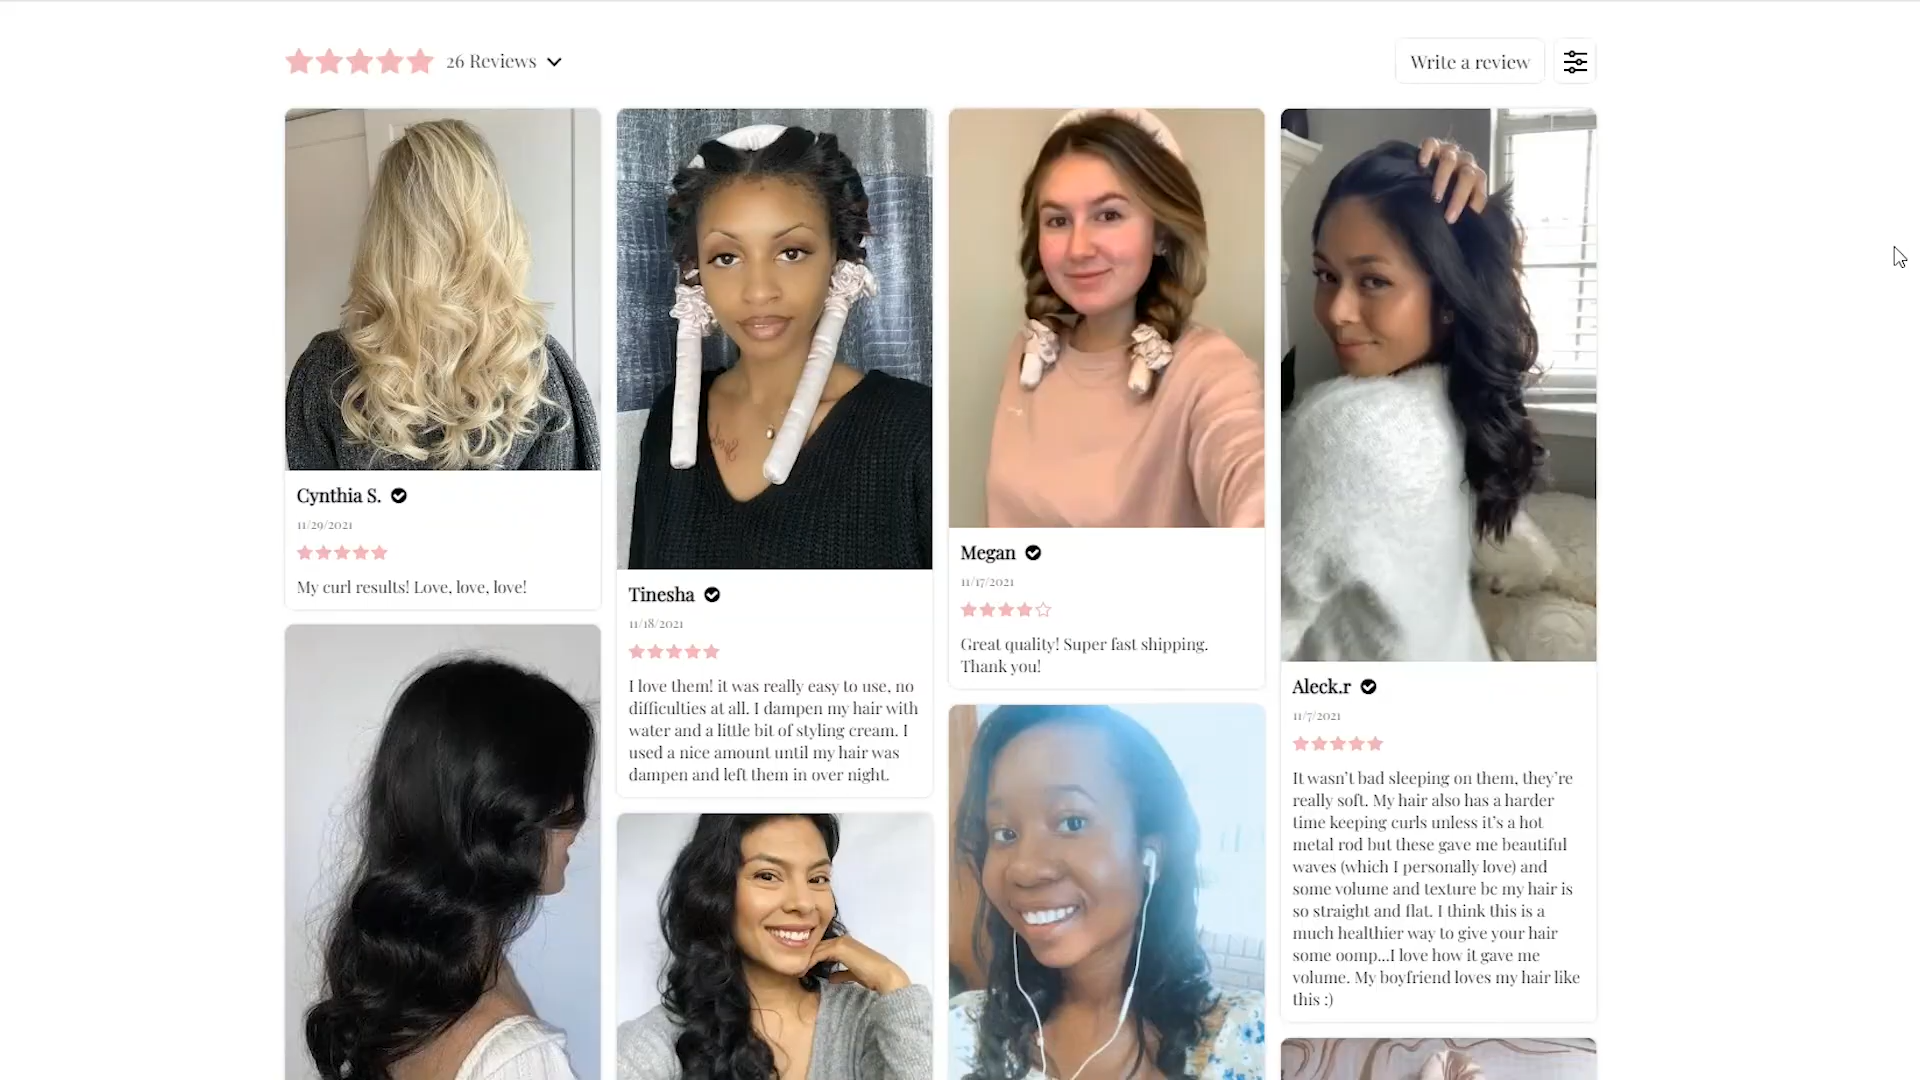 26 Reviews
Write a review
Cynthia S.
11/29/2021
My curl results! Love, love, love!
Tinesha
11/18/2021
I love them! it was really easy to use, no
difficulties at all. I dampen my hair with
water and a little bit of styling cream. I
used a nice amount until my hair was
dampen and left them in over night.
Megan
11/17/2021
Great quality! Super fast shipping.
Thank you!
Aleck.r
11/7/2021
It wasn't bad sleeping on them, they're
really soft. My hair also has a harder
time keeping curls unless it's a hot
metal rod but these gave me beautiful
waves (which I personally love) and
some volume and texture bc my hair is
so straight and flat. I think this is a
much healthier way to give your hair
some oomp...I love how it gave me
volume. My boyfriend loves my hair like
this :)